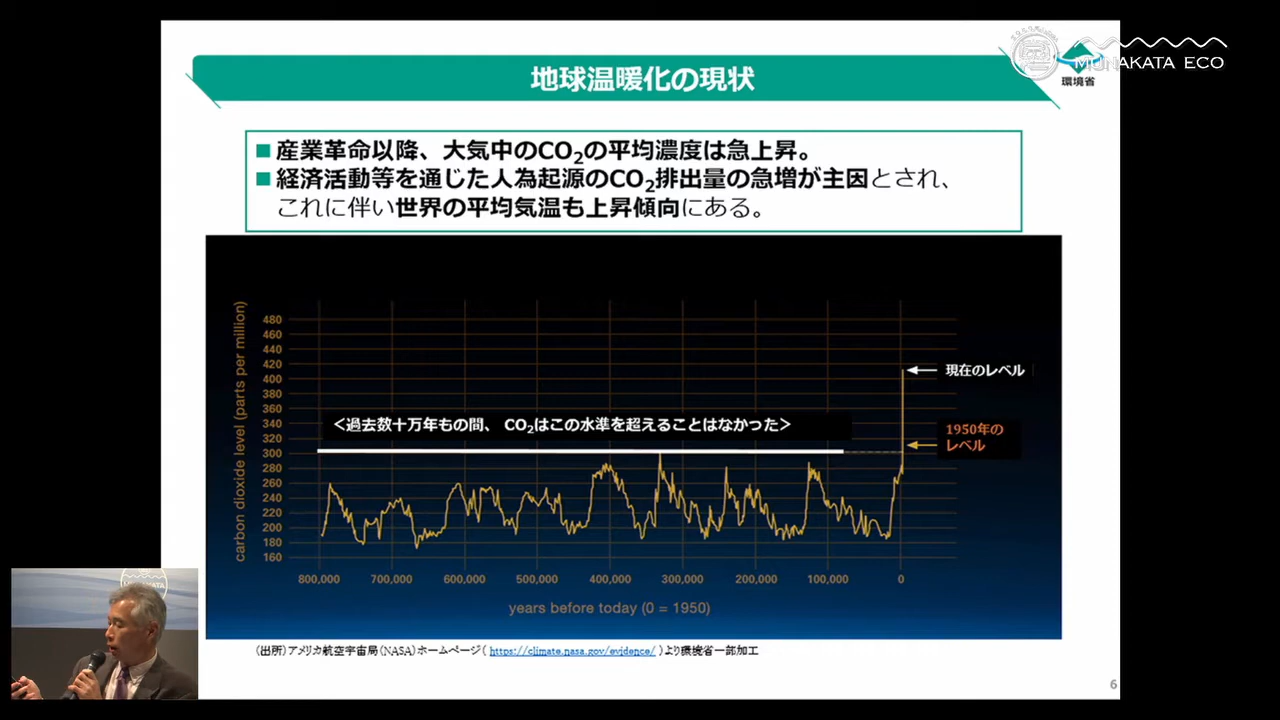 地球温暖化の現状
MUNAKATA ECO
環境省
■ 産業革命以降、大気中のCO2の平均濃度は急上昇。
■ 経済活動等を通じた人為起源のCO2排出量の急増が主因とされ、
これに伴い世界の平均気温も上昇傾向にある。
carbon dioxide level (parts per million)
480
460
440
420
400
380
360
340
320
300
280
260
240
220
200
180
160
現在のレベル
1950年の
レベル
＜過去数十万年もの間、 CO2はこの水準を超えることはなかった＞
800,000 700,000 600,000 500,000 400,000 300,000 200,000 100,000 0
years before today (0 = 1950)
（出所）アメリカ航空宇宙局（NASA）ホームページ（ https://climate.nasa.gov/evidence/ ）より環境省一部加工
6
MUNAKATA